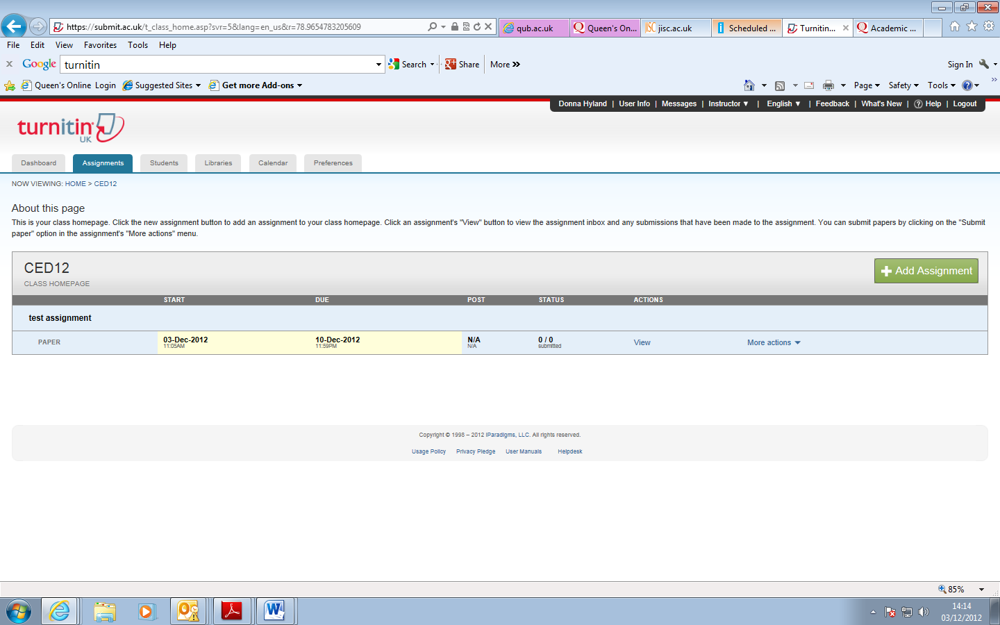 https://submit.ac.uk/t_class_home.asp?svr=5&lang=en_us&r=78.9654783205609
qub.ac.uk
Queen's On...
jisc.ac.uk
Scheduled ...
Turnitin...
Academic ...
File Edit View Favorites Tools Help
Google turnitin Search Share More » Sign In
Queen's Online Login Suggested Sites Get more Add-ons Page Safety Tools
Donna Hyland | User Info | Messages | Instructor ▼ | English ▼ | Feedback | What's New | ? Help | Logout
turnitin
UK
Dashboard Assignments Students Libraries Calendar Preferences
NOW VIEWING: HOME > CED12
About this page
This is your class homepage. Click the new assignment button to add an assignment to your class homepage. Click an assignment's "View" button to view the assignment inbox and any submissions that have been made to the assignment. You can submit papers by clicking on the "Submit
paper" option in the assignment's "More actions" menu.
CED12
CLASS HOMEPAGE
Add Assignment
START DUE POST STATUS ACTIONS
test assignment
PAPER 03-Dec-2012 10-Dec-2012 N/A 0 / 0 View More actions
11:05AM 11:59PM N/A submitted
Copyright © 1998 – 2012 iParadigms, LLC. All rights reserved.
Usage Policy Privacy Pledge User Manuals Helpdesk
85%
14:14
03/12/2012